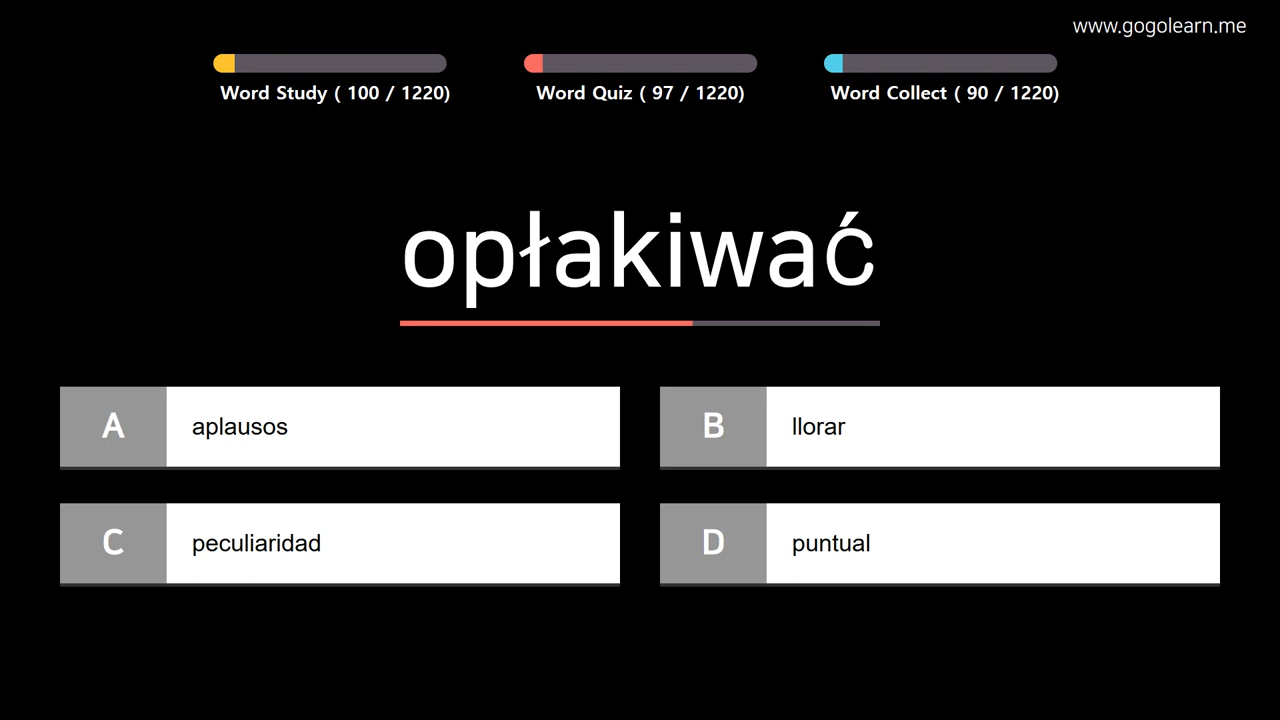 www.gogolearn.me
Word Study ( 100 / 1220)
Word Quiz ( 97 / 1220)
Word Collect ( 90 / 1220)
opłakiwać
A aplausos
B llorar
C peculiaridad
D puntual